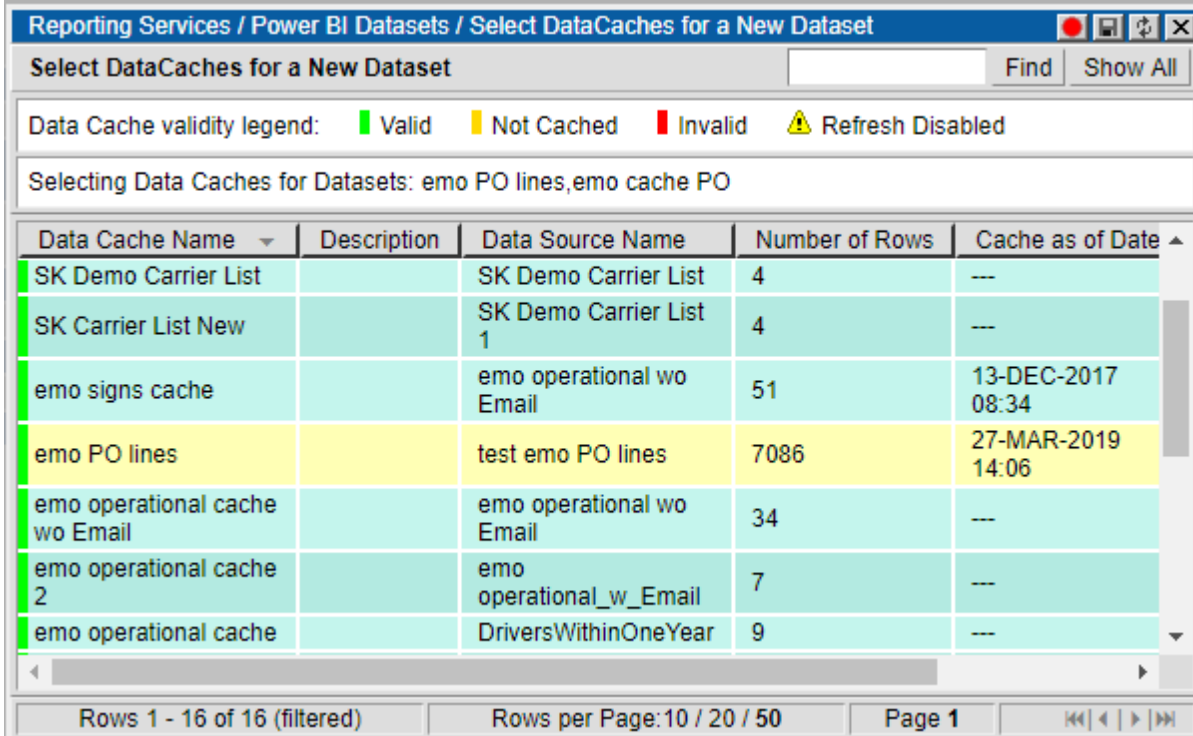 Reporting Services / Power BI Datasets / Select DataCaches for a New Dataset
Select DataCaches for a New Dataset Find Show All
Data Cache validity legend: Valid Not Cached Invalid Refresh Disabled
Selecting Data Caches for Datasets: emo PO lines,emo cache PO
Data Cache Name Description Data Source Name Number of Rows Cache as of Date
SK Demo Carrier List SK Demo Carrier List 4 ---
SK Carrier List New SK Demo Carrier List 1 4 ---
emo signs cache emo operational wo Email 51 13-DEC-2017 08:34
emo PO lines test emo PO lines 7086 27-MAR-2019 14:06
emo operational cache wo Email emo operational wo Email 34 ---
emo operational cache 2 emo operational_w_Email 7 ---
emo operational cache DriversWithinOneYear 9 ---
Rows 1 - 16 of 16 (filtered) Rows per Page:10 / 20 / 50 Page 1